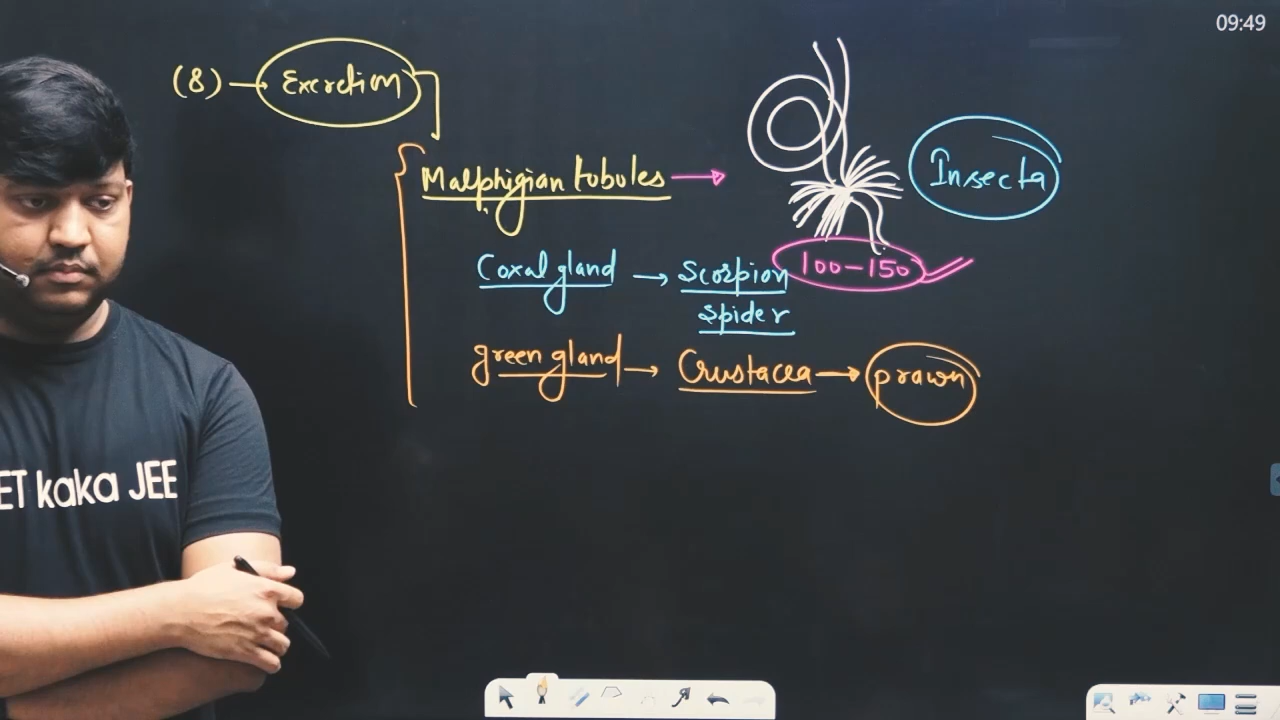 09:49
(8) → Excretion
Malphigian tubules → Insecta
100-150
Coxal gland → Scorpion
Spider
green gland → Crustacea → prawn
ET kaka JEE